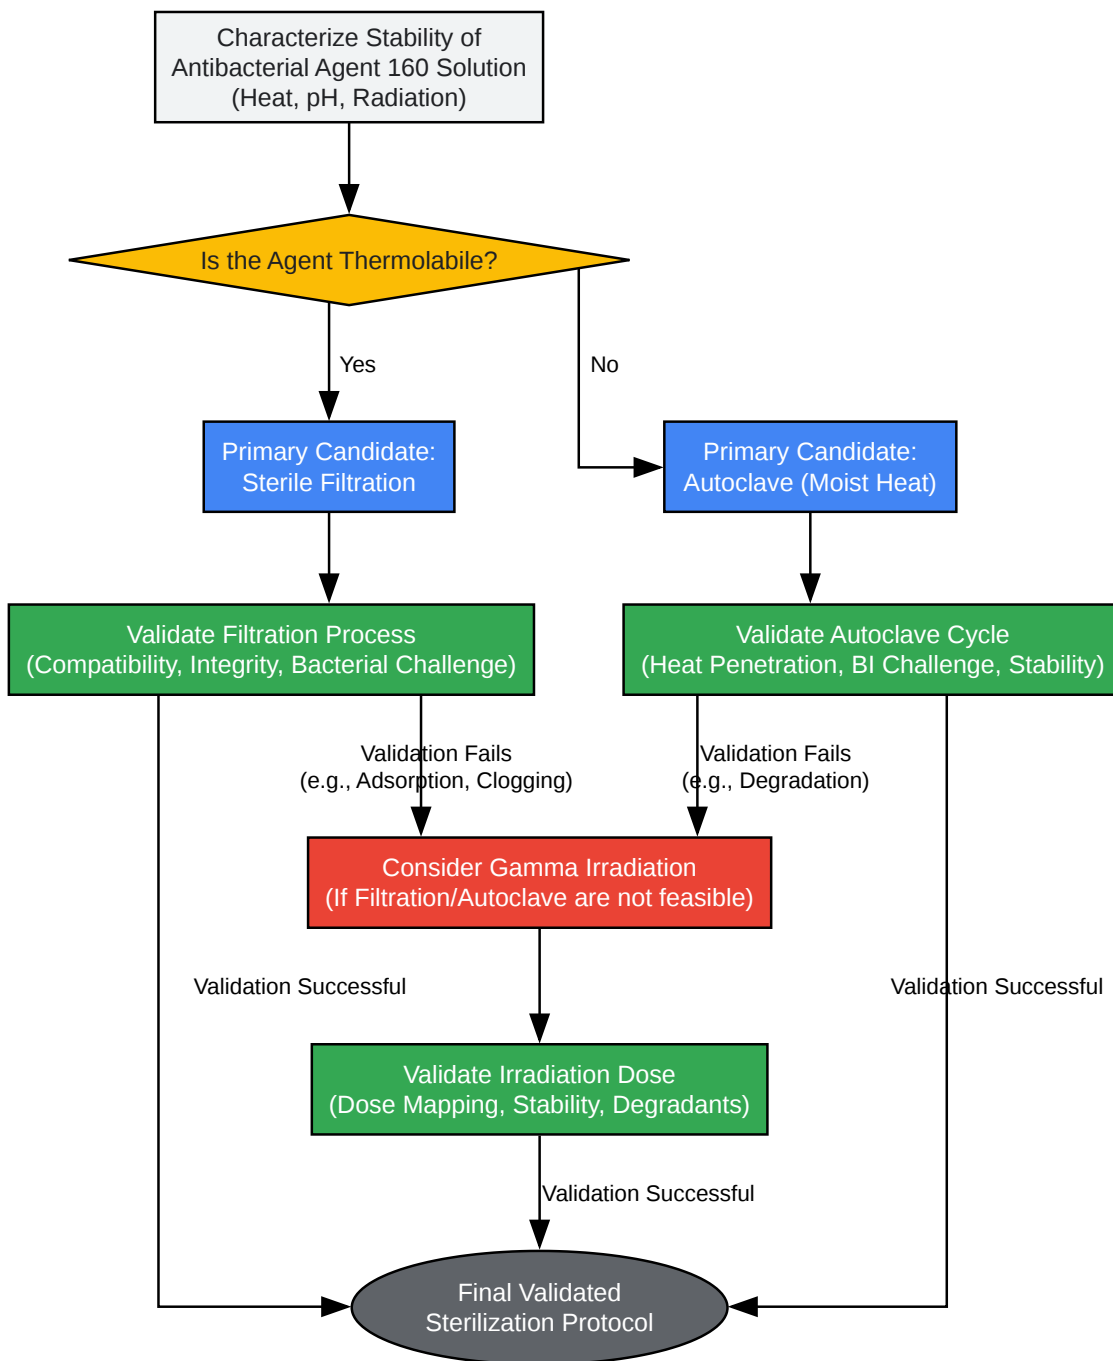 Characterize Stability of
Antibacterial Agent 160 Solution
(Heat, pH, Radiation)
Is the Agent Thermolabile?
Yes
No
Primary Candidate:
Sterile Filtration
Primary Candidate:
Autoclave (Moist Heat)
Validate Filtration Process
(Compatibility, Integrity, Bacterial Challenge)
Validate Autoclave Cycle
(Heat Penetration, BI Challenge, Stability)
Validation Fails
(e.g., Adsorption, Clogging)
Validation Fails
(e.g., Degradation)
Consider Gamma Irradiation
(If Filtration/Autoclave are not feasible)
Validation Successful
Validation Successful
Validate Irradiation Dose
(Dose Mapping, Stability, Degradants)
Validation Successful
Final Validated
Sterilization Protocol